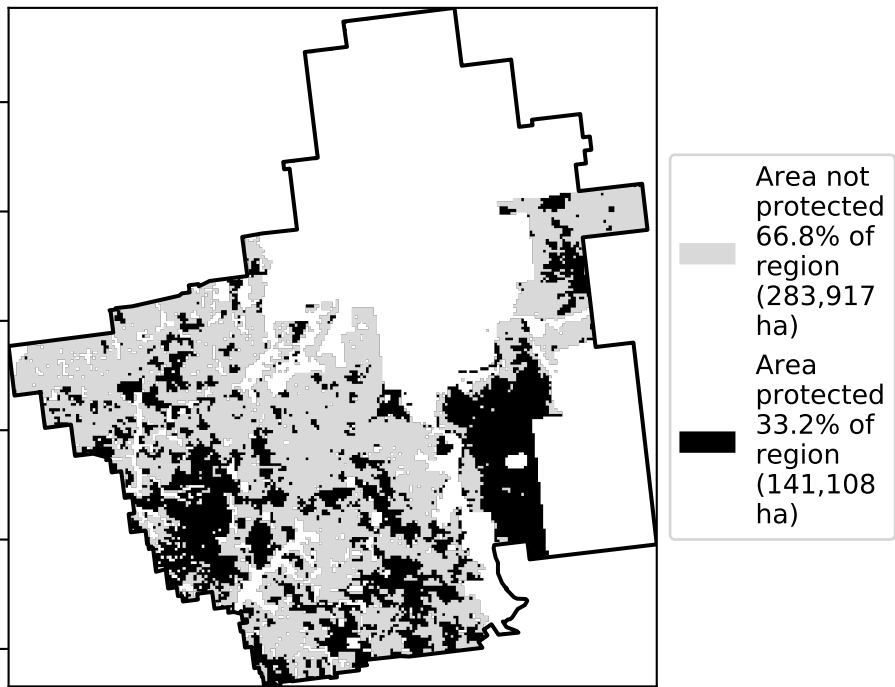 Area not
protected
66.8% of
region
(283,917
ha)
Area
protected
33.2% of
region
(141,108
ha)